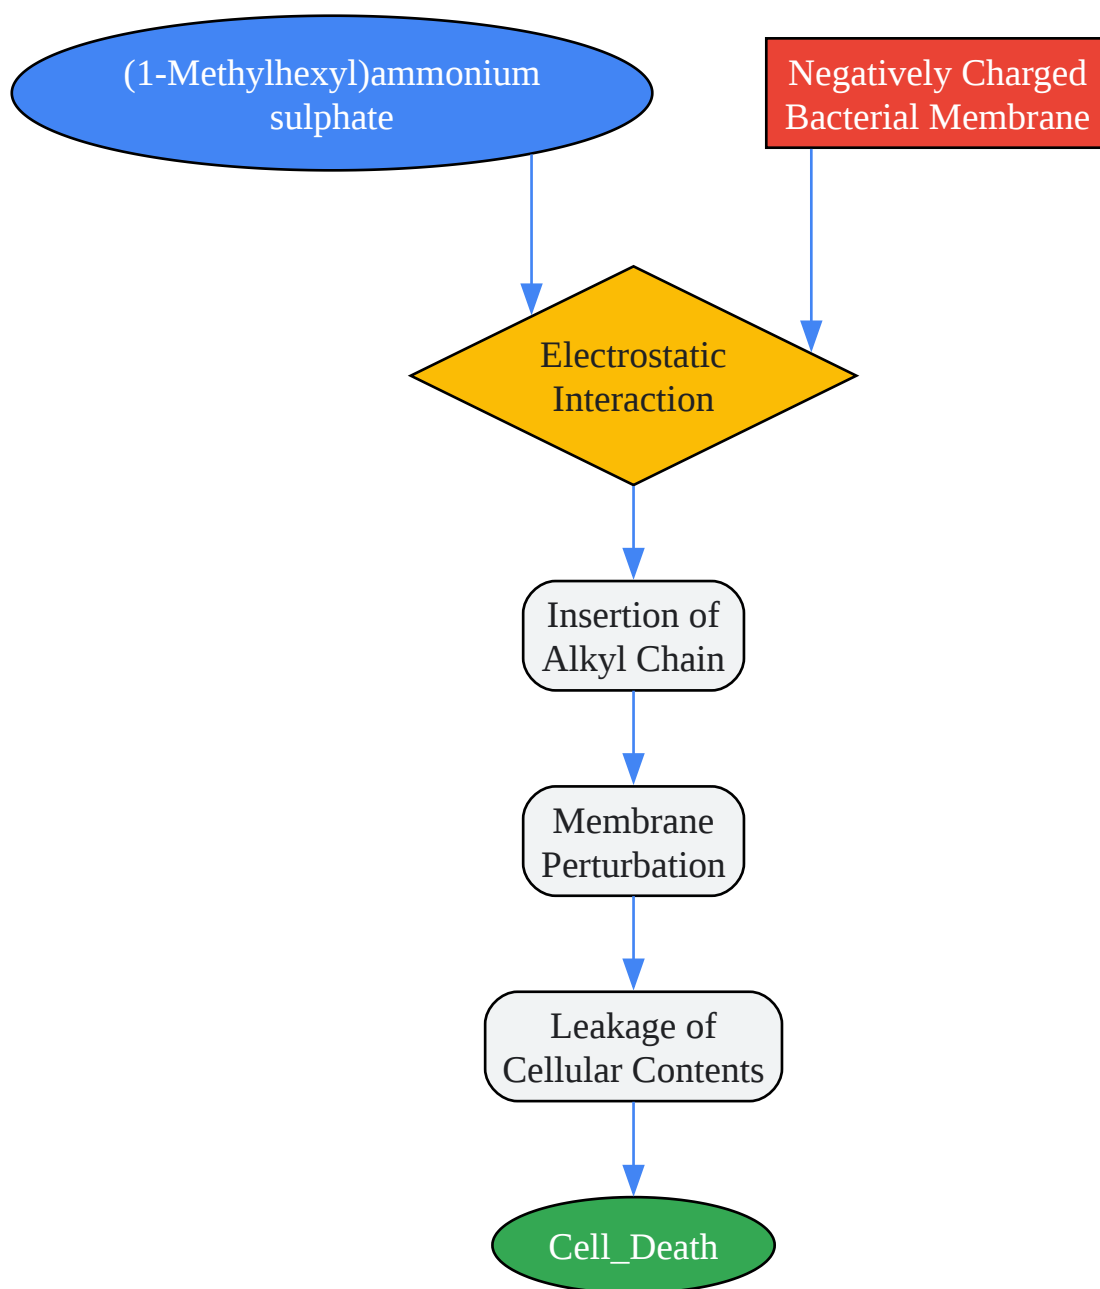 (1-Methylhexyl)ammonium
sulphate
Negatively Charged
Bacterial Membrane
Electrostatic
Interaction
Insertion of
Alkyl Chain
Membrane
Perturbation
Leakage of
Cellular Contents
Cell_Death